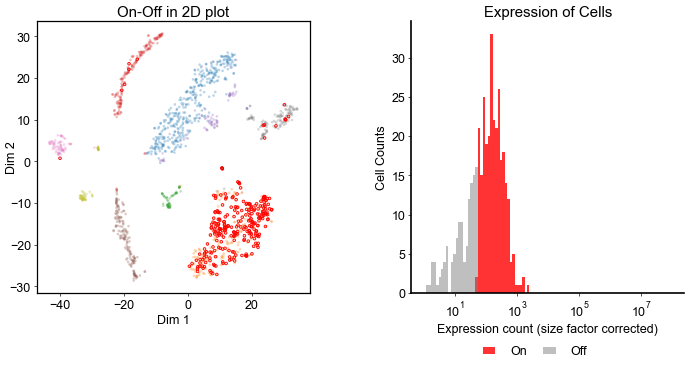 On-Off in 2D plot
Expression of Cells
30
20
10
0
−10
−20
−30
Dim 2
−40
−20
0
20
Dim 1
30
25
20
15
10
5
0
Cell Counts
10^1
10^3
10^5
10^7
Expression count (size factor corrected)
On
Off